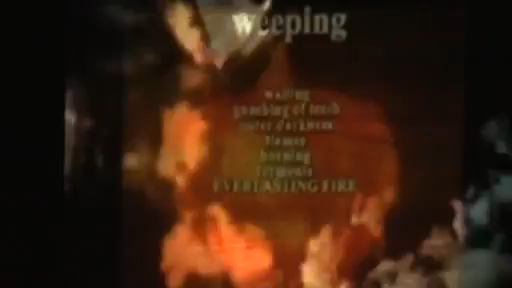 weeping
wailing
gnashing of teeth
outer darkness
flames
burning
torments
EVERLASTING FIRE